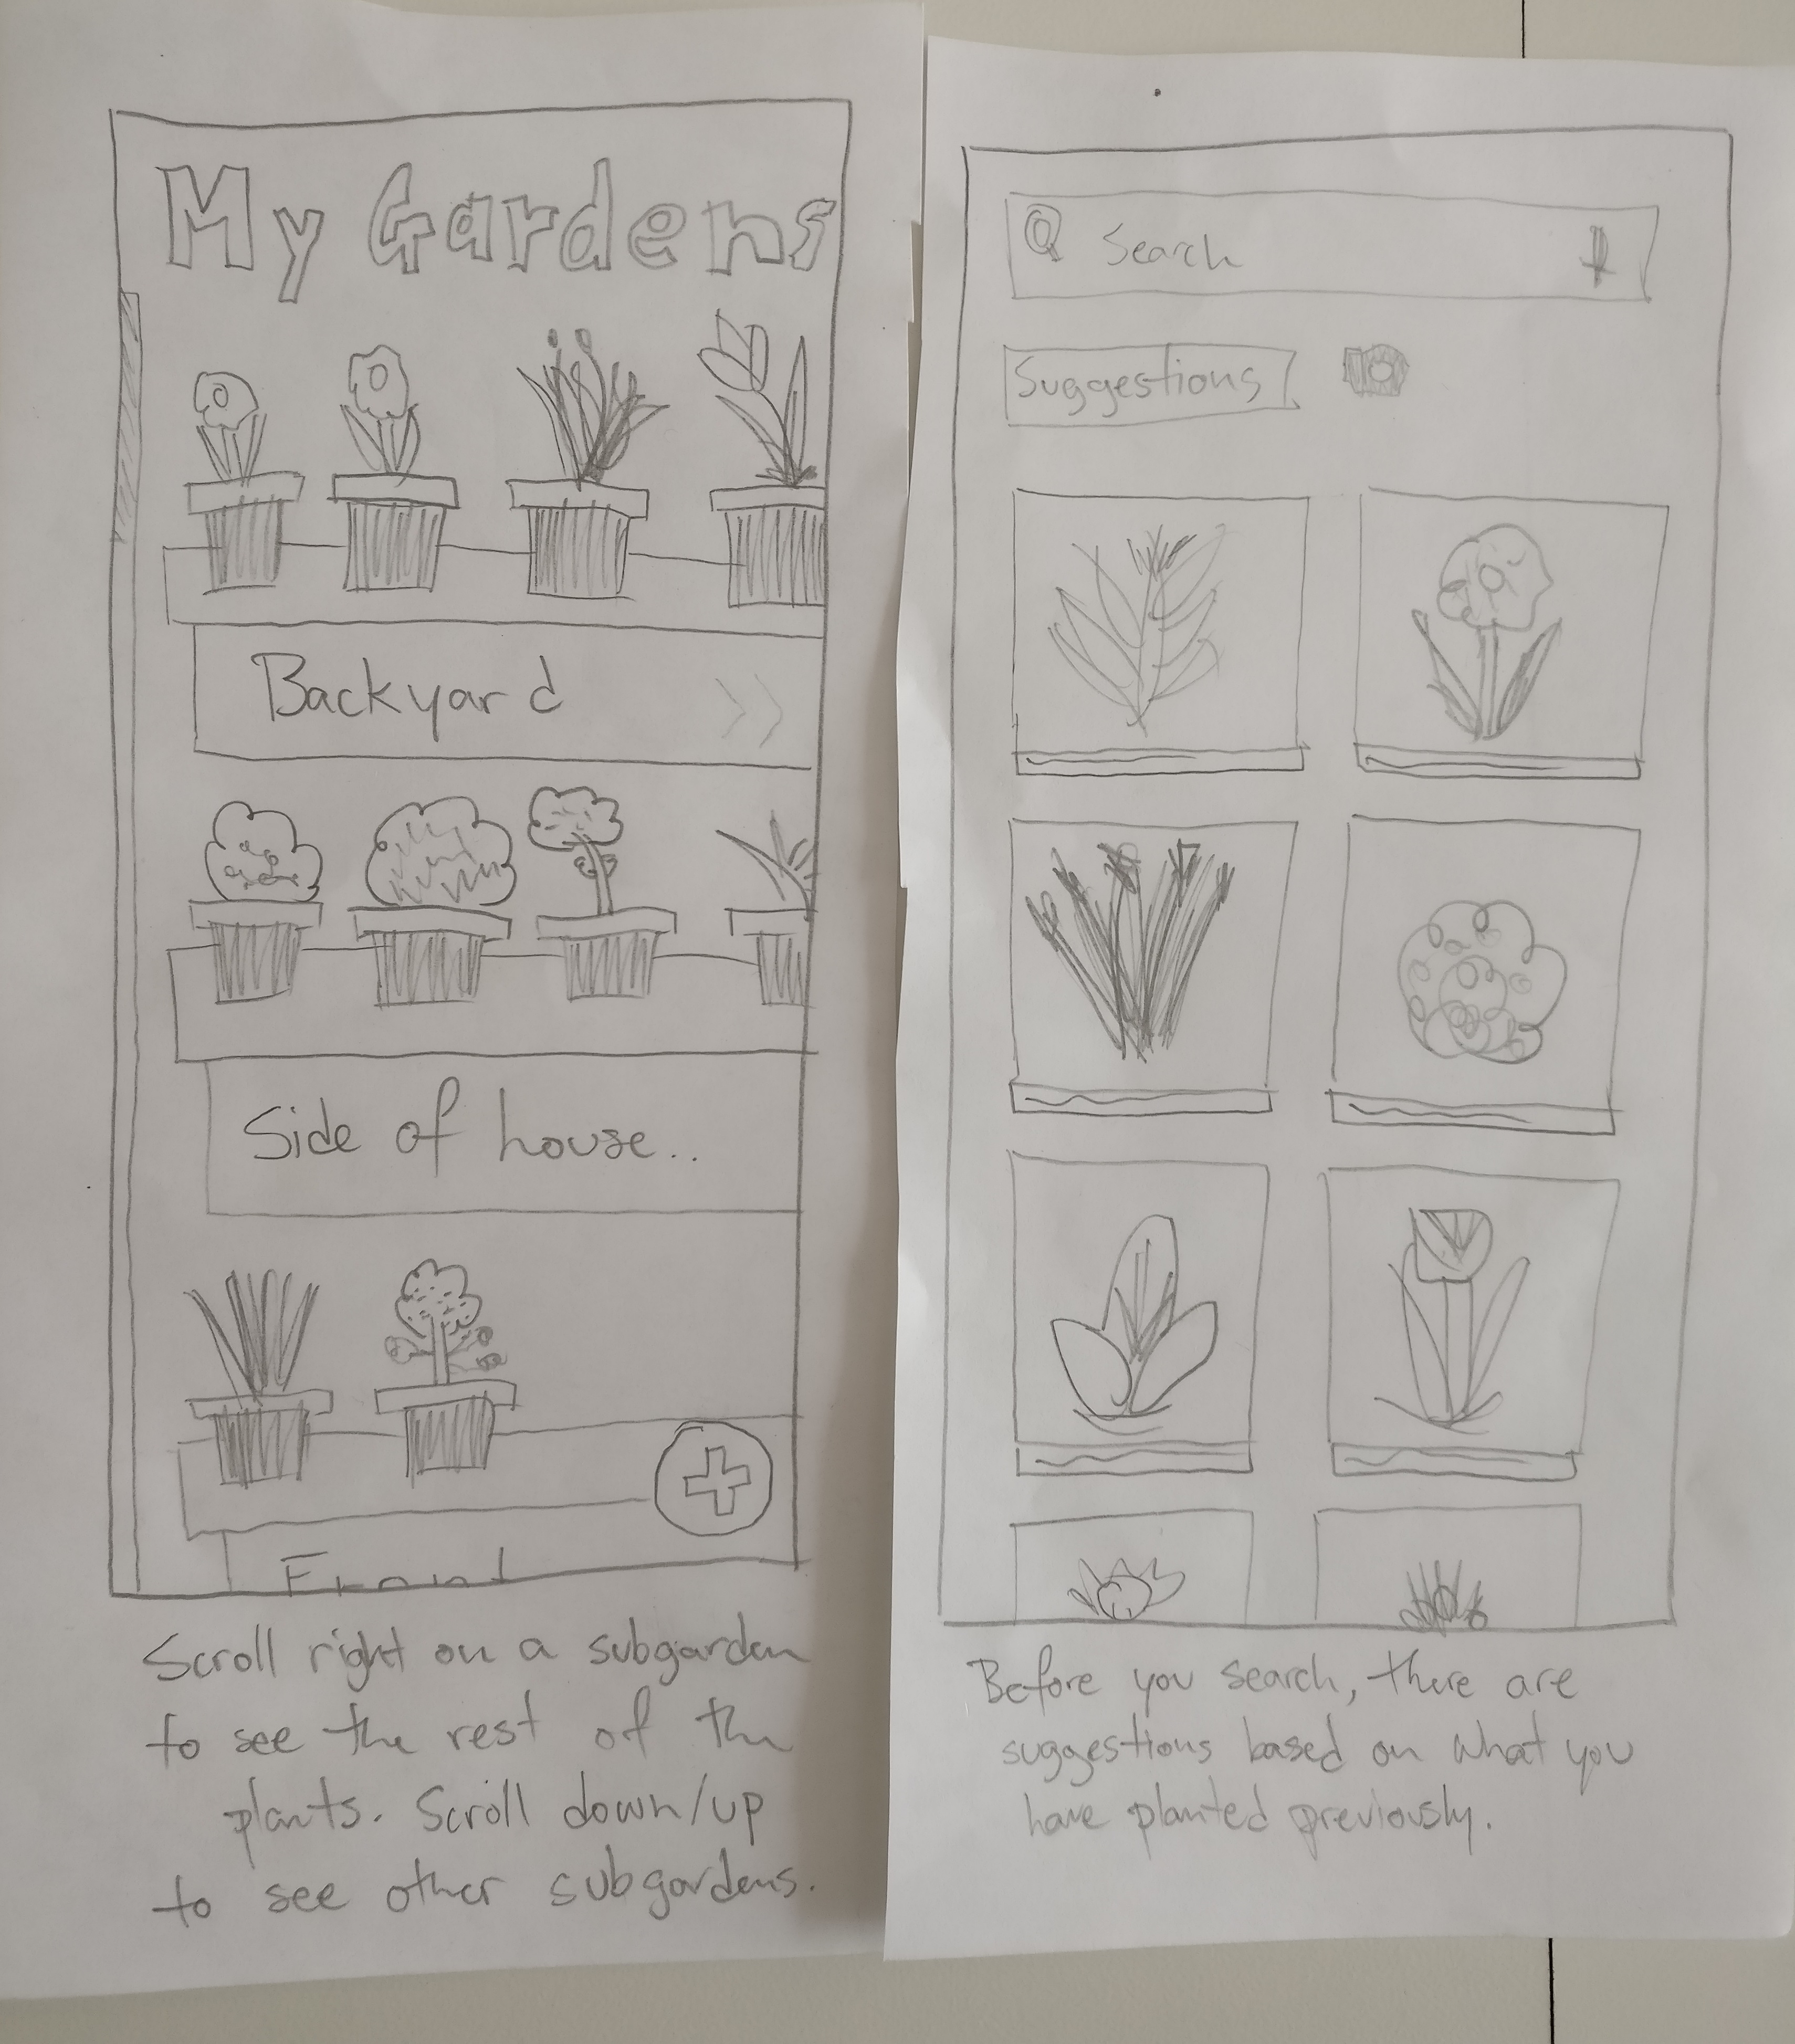 My Gardens
Backyard >>
Side of house..
Front
Scroll right on a subgarden
to see the rest of the
plants. Scroll down/up
to see other subgardens.
Search
Suggestions
Before you search, there are
suggestions based on what you
have planted previously.